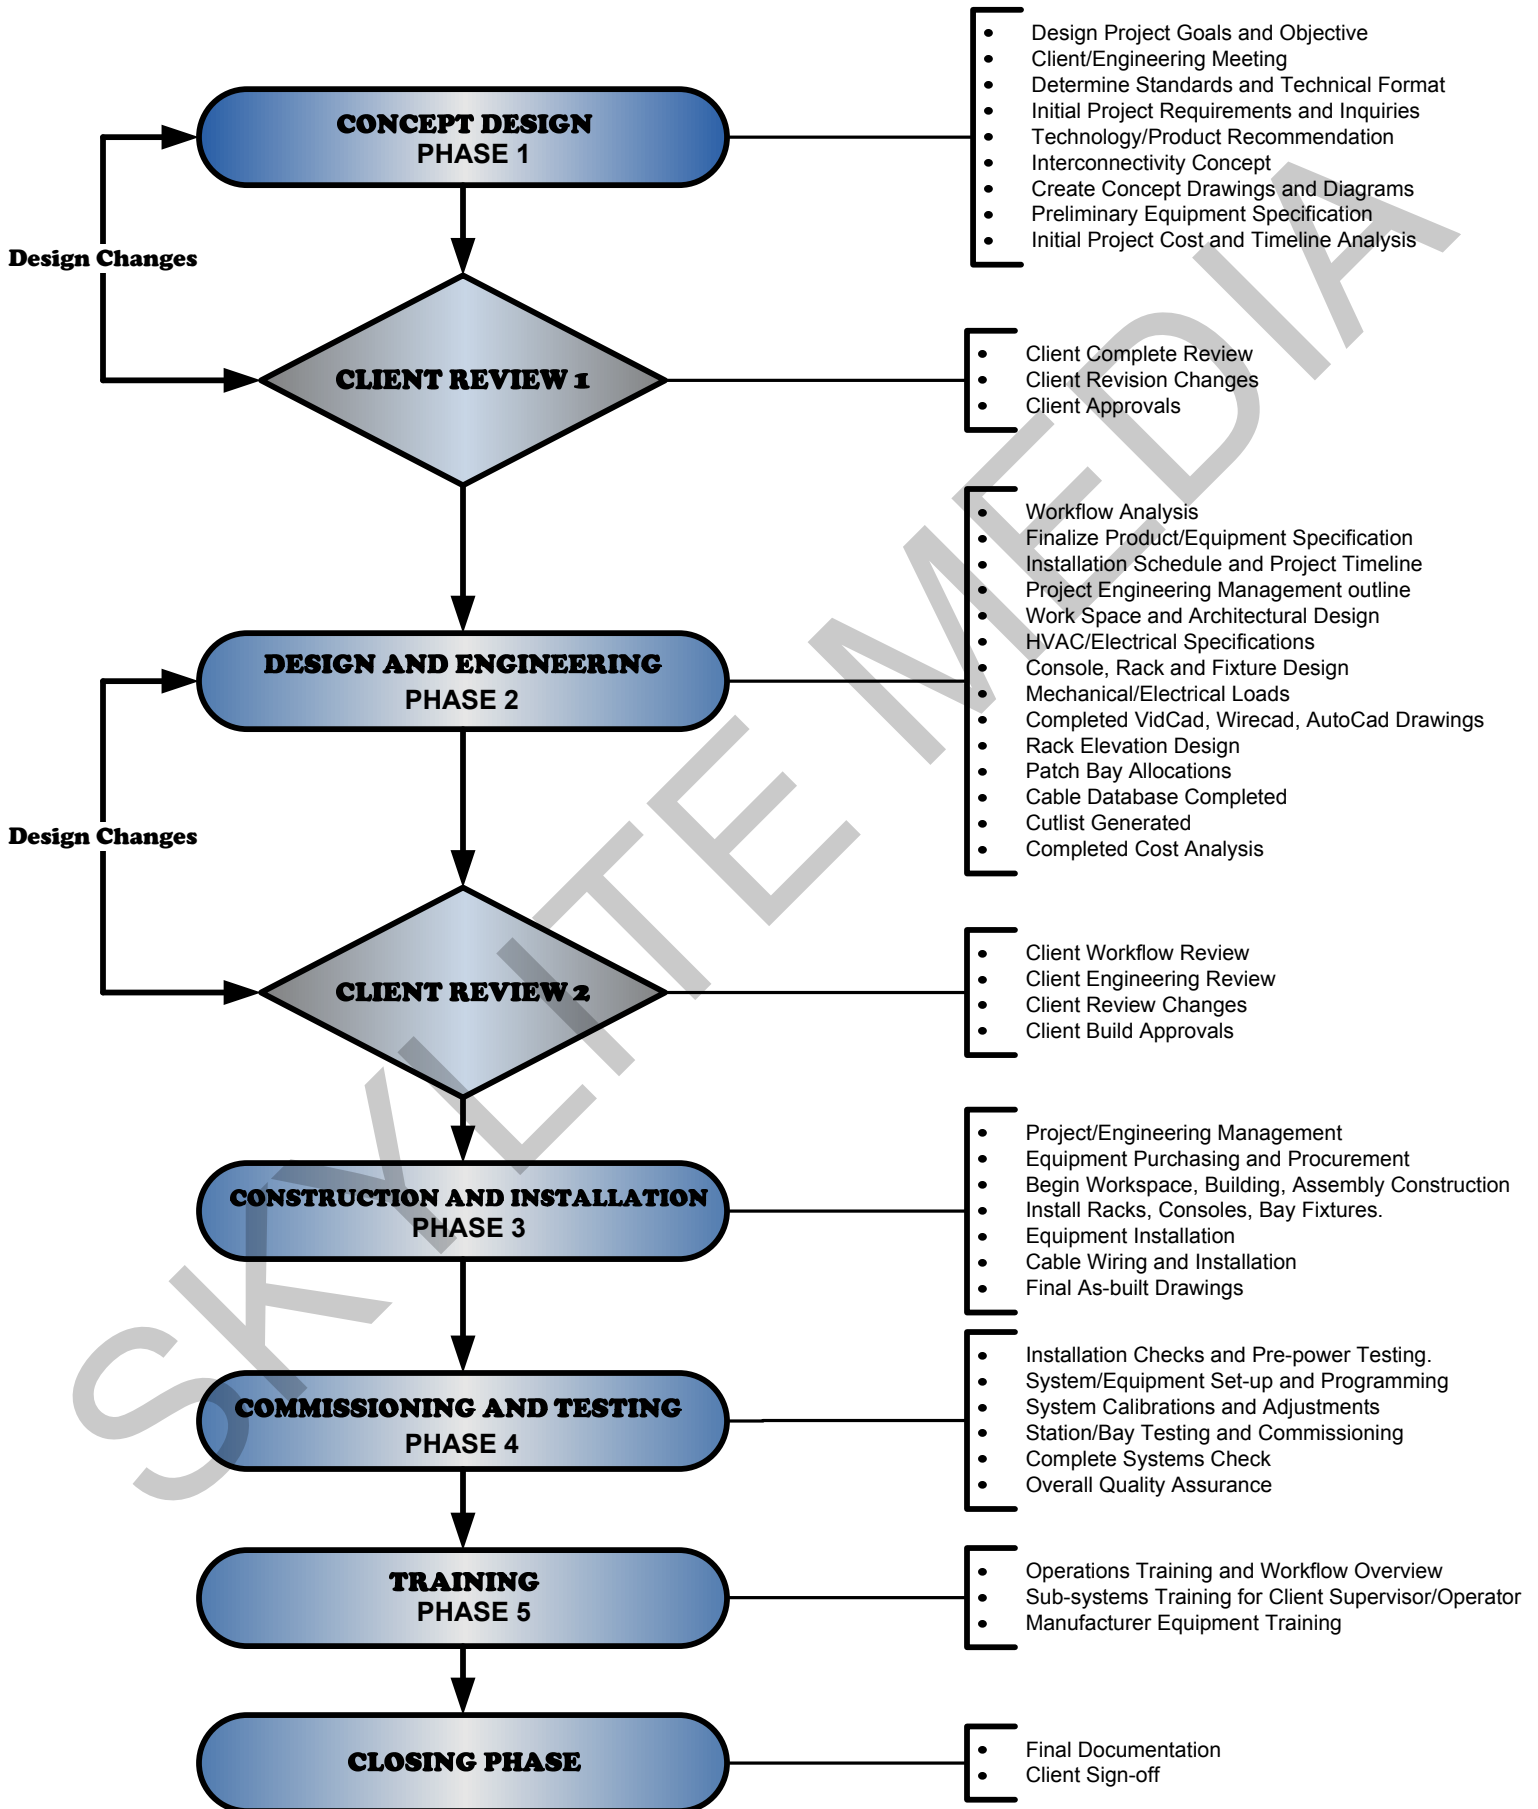 CONCEPT DESIGN
PHASE 1
• Design Project Goals and Objective
• Client/Engineering Meeting
• Determine Standards and Technical Format
• Initial Project Requirements and Inquiries
• Technology/Product Recommendation
• Interconnectivity Concept
• Create Concept Drawings and Diagrams
• Preliminary Equipment Specification
• Initial Project Cost and Timeline Analysis
Design Changes
CLIENT REVIEW 1
• Client Complete Review
• Client Revision Changes
• Client Approvals
DESIGN AND ENGINEERING
PHASE 2
• Workflow Analysis
• Finalize Product/Equipment Specification
• Installation Schedule and Project Timeline
• Project Engineering Management outline
• Work Space and Architectural Design
• HVAC/Electrical Specifications
• Console, Rack and Fixture Design
• Mechanical/Electrical Loads
• Completed VidCad, Wirecad, AutoCad Drawings
• Rack Elevation Design
• Patch Bay Allocations
• Cable Database Completed
• Cutlist Generated
• Completed Cost Analysis
Design Changes
CLIENT REVIEW 2
• Client Workflow Review
• Client Engineering Review
• Client Review Changes
• Client Build Approvals
CONSTRUCTION AND INSTALLATION
PHASE 3
• Project/Engineering Management
• Equipment Purchasing and Procurement
• Begin Workspace, Building, Assembly Construction
• Install Racks, Consoles, Bay Fixtures.
• Equipment Installation
• Cable Wiring and Installation
• Final As-built Drawings
COMMISSIONING AND TESTING
PHASE 4
• Installation Checks and Pre-power Testing.
• System/Equipment Set-up and Programming
• System Calibrations and Adjustments
• Station/Bay Testing and Commissioning
• Complete Systems Check
• Overall Quality Assurance
TRAINING
PHASE 5
• Operations Training and Workflow Overview
• Sub-systems Training for Client Supervisor/Operator
• Manufacturer Equipment Training
CLOSING PHASE
• Final Documentation
• Client Sign-off
SKYLITE MEDIA